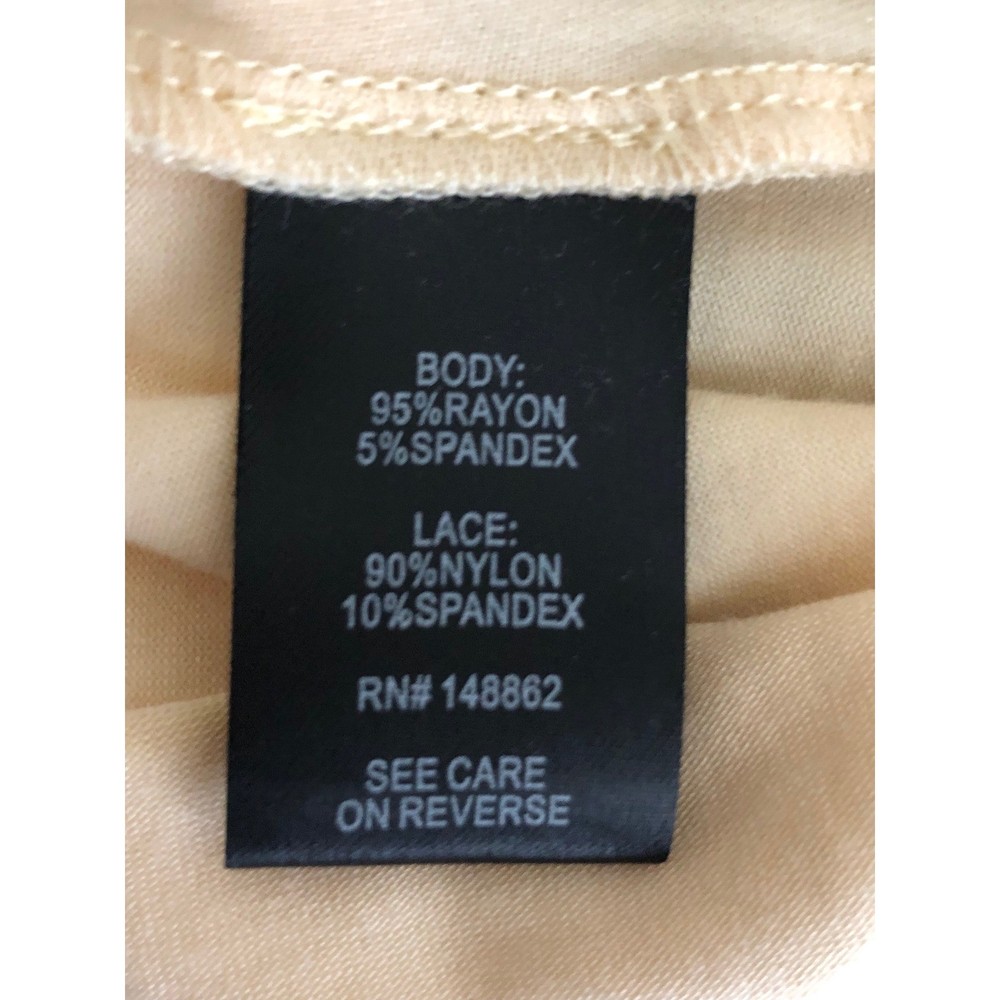 BODY:
95%RAYON
5%SPANDEX
LACE:
90%NYLON
10%SPANDEX
RN# 148862
SEE CARE
ON REVERSE